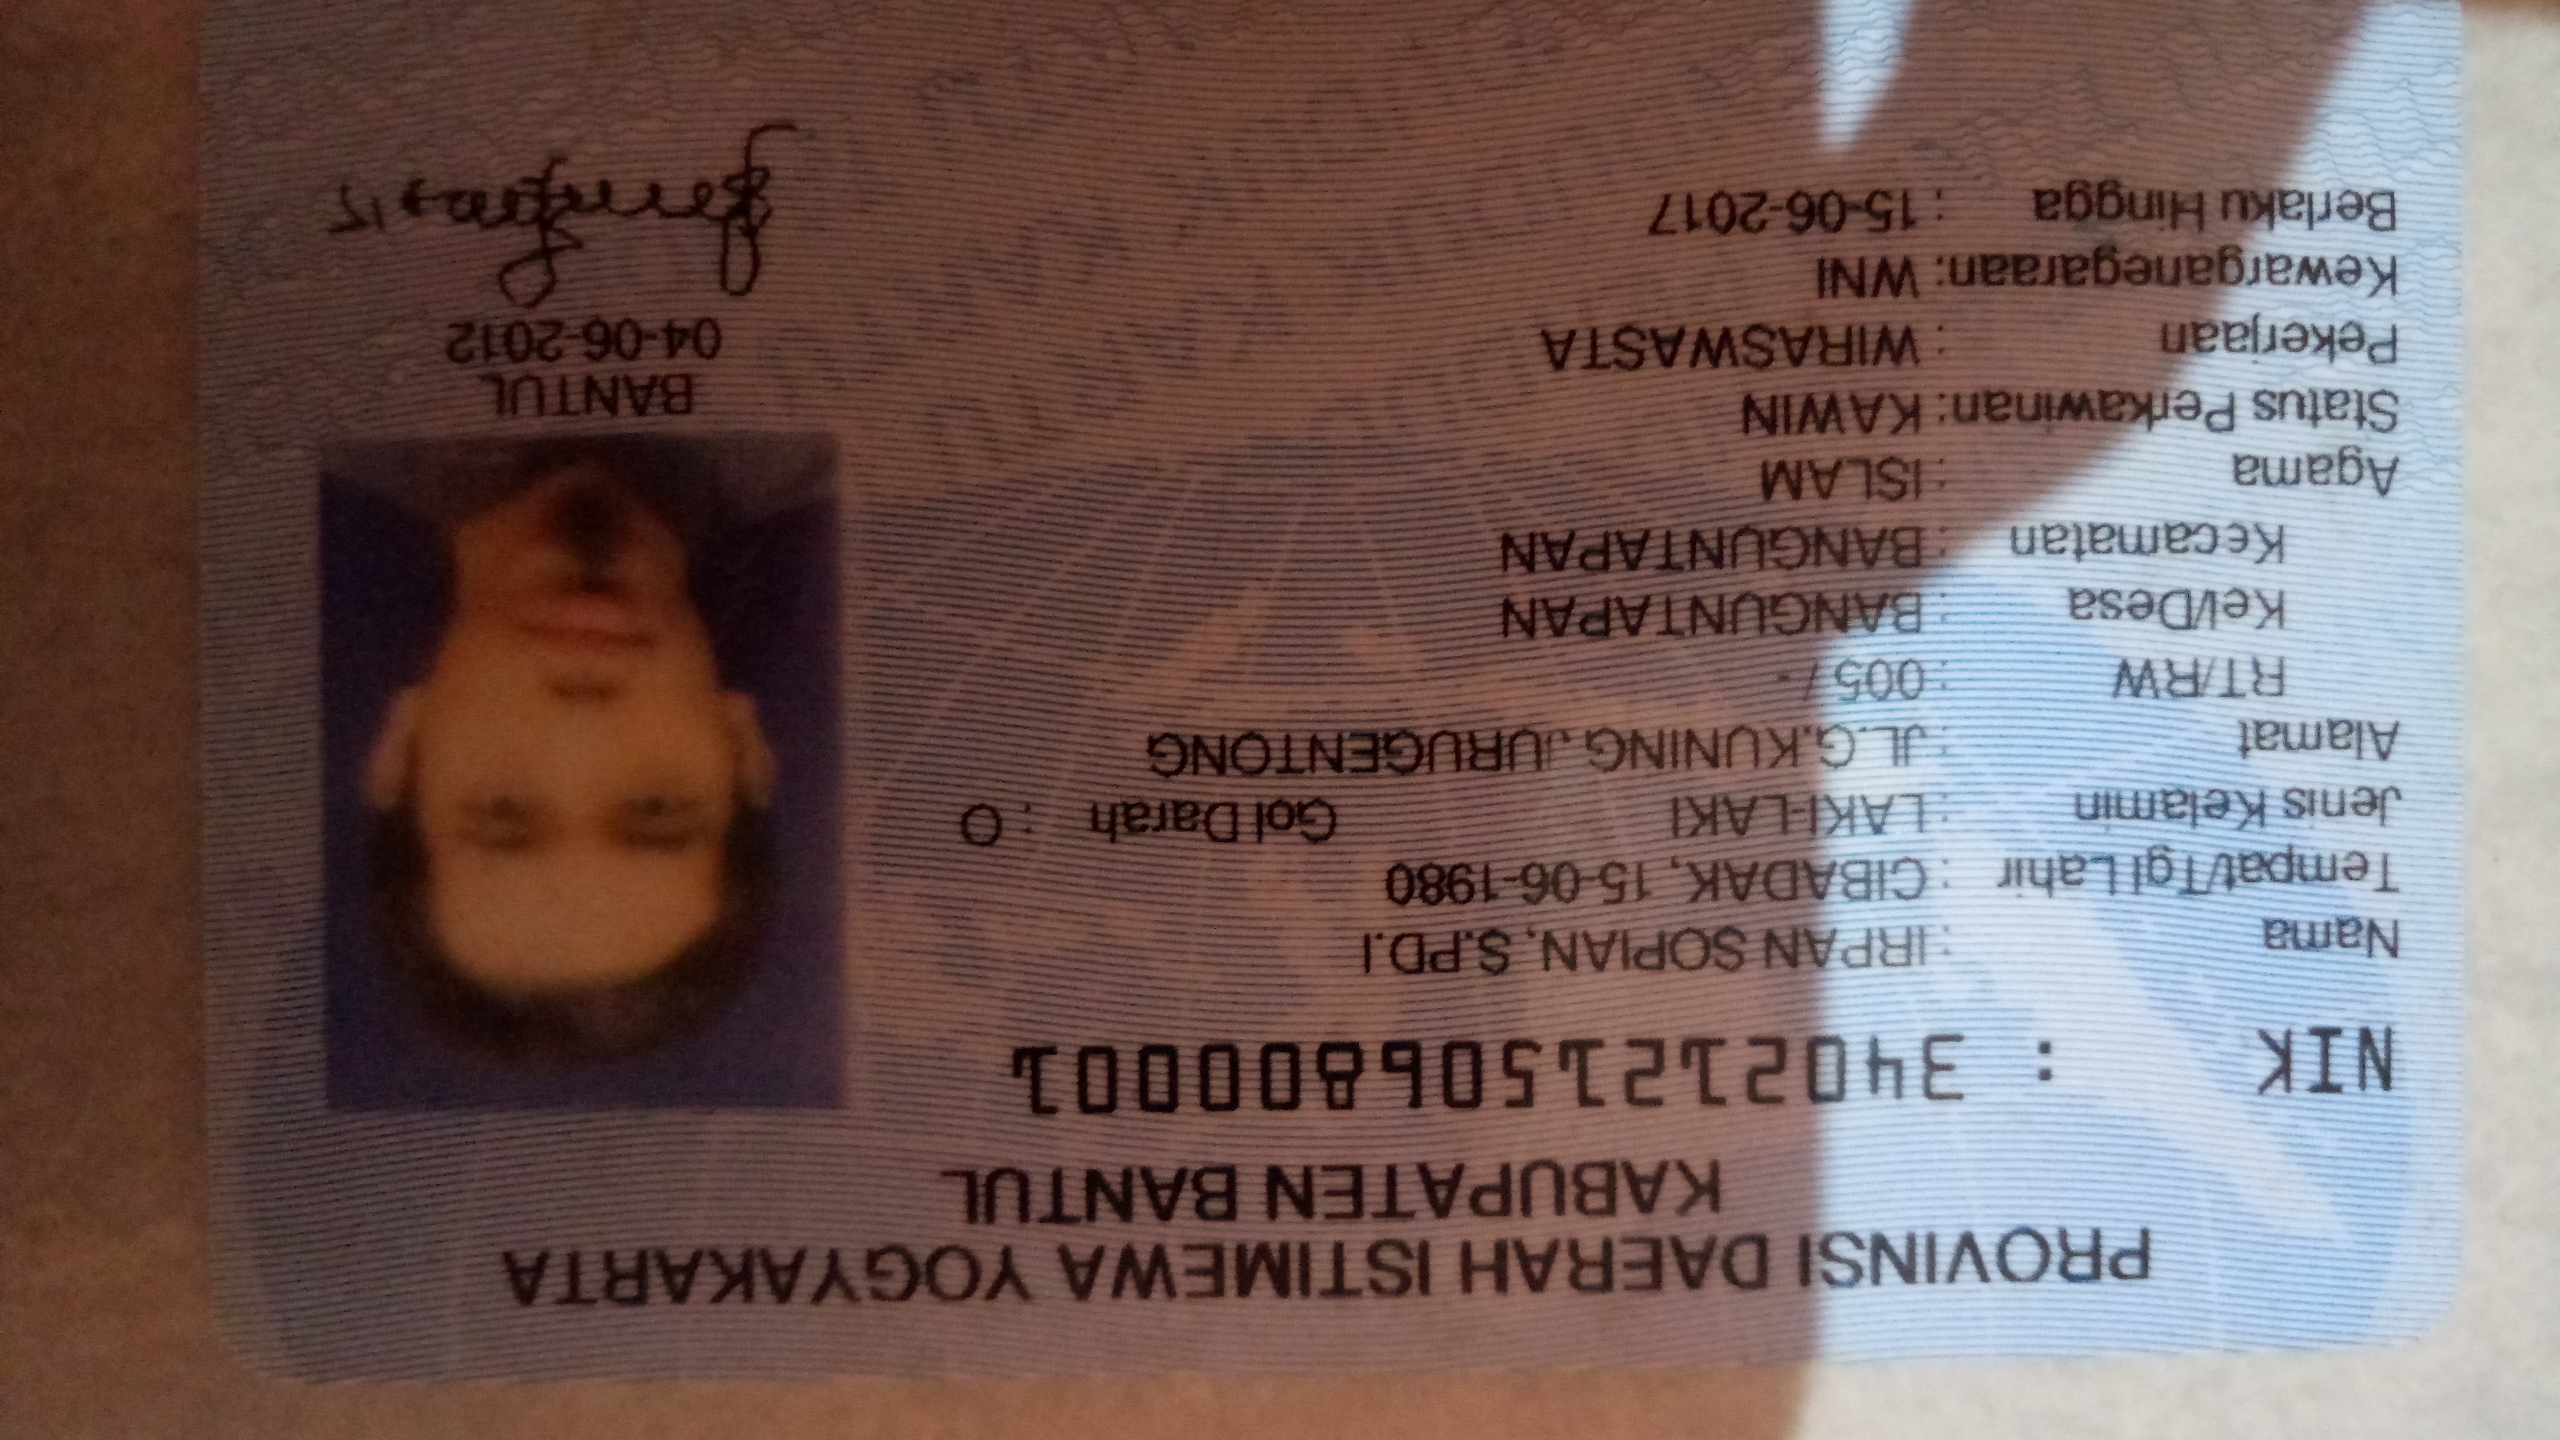 PROVINSI DAERAH ISTIMEWA YOGYAKARTA
KABUPATEN BANTUL
NIK : 3402121506800001
Nama : IRPAN SOPIAN, S.PD.I
Tempat/Tgl Lahir : CIBADAK, 15-06-1980
Jenis Kelamin : LAKI-LAKI Gol Darah : O
Alamat : JL.G.KUNING JURUGENTONG
RT/RW : 005 / -
Kel/Desa : BANGUNTAPAN
Kecamatan : BANGUNTAPAN
Agama : ISLAM
Status Perkawinan: KAWIN
Pekerjaan : WIRASWASTA
Kewarganegaraan: WNI
Berlaku Hingga : 15-06-2017
BANTUL
04-06-2012